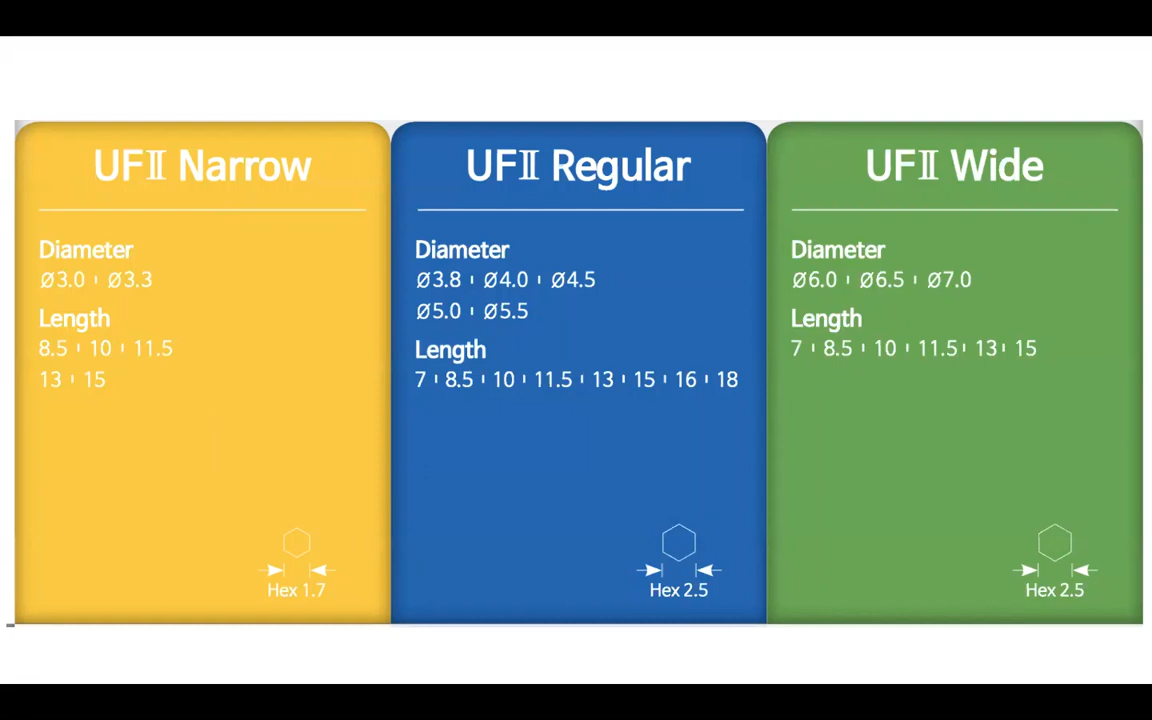 UFⅡ Narrow
Diameter
Ø3.0 ı Ø3.3
Length
8.5 ı 10 ı 11.5
13 ı 15
Hex 1.7
UFⅡ Regular
Diameter
Ø3.8 ı Ø4.0 ı Ø4.5
Ø5.0 ı Ø5.5
Length
7 ı 8.5 ı 10 ı 11.5 ı 13 ı 15 ı 16 ı 18
Hex 2.5
UFⅡ Wide
Diameter
Ø6.0 ı Ø6.5 ı Ø7.0
Length
7 ı 8.5 ı 10 ı 11.5 ı 13 ı 15
Hex 2.5